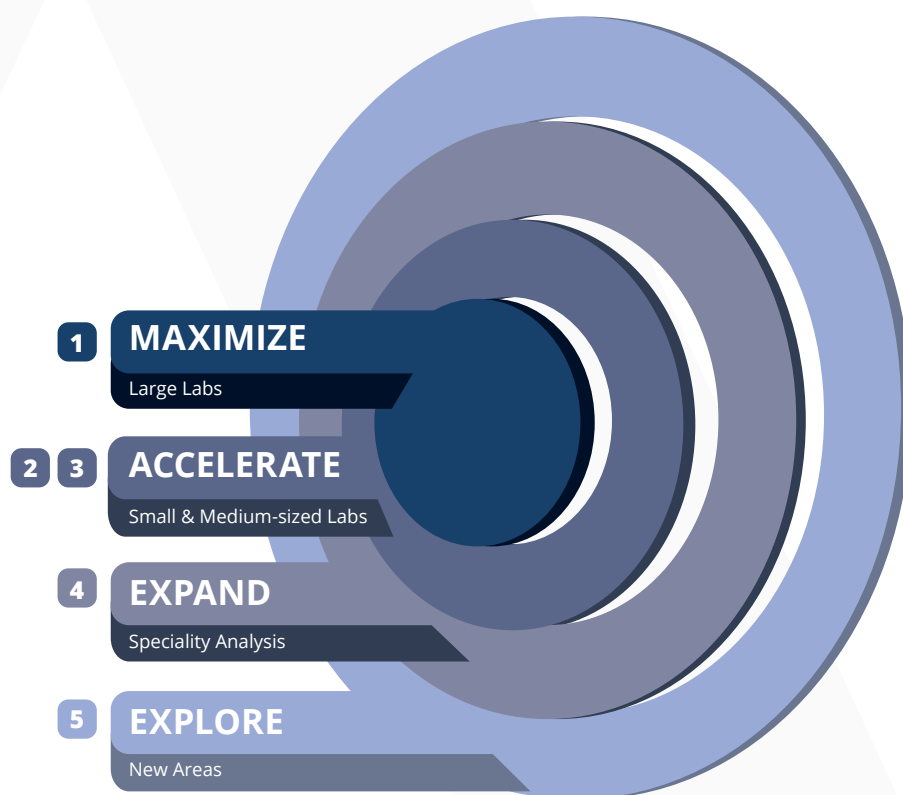 1
MAXIMIZE
Large Labs
2 3
ACCELERATE
Small & Medium-sized Labs
4
EXPAND
Speciality Analysis
5
EXPLORE
New Areas